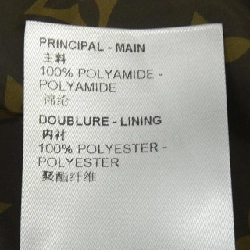 PRINCIPAL - MAIN
主料
100% POLYAMIDE -
POLYAMIDE
锦纶
DOUBLURE - LINING
内衬
100% POLYESTER -
POLYESTER
聚酯纤维